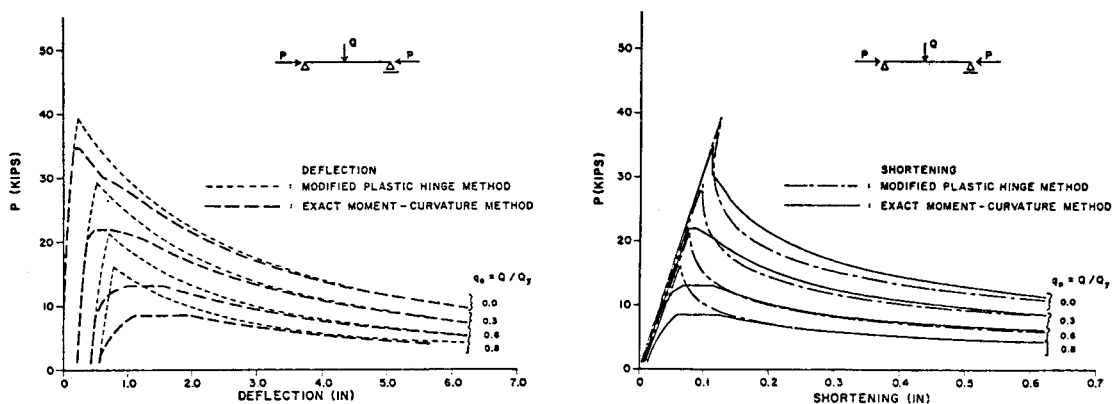 50
40
30
20
10
0
P (KIPS)
P
Q
P
DEFLECTION
: MODIFIED PLASTIC HINGE METHOD
: EXACT MOMENT-CURVATURE METHOD
qₒ = Q / Qy
0.0
0.3
0.6
0.8
0 1.0 2.0 3.0 4.0 5.0 6.0 7.0
DEFLECTION (IN)
50
40
30
20
10
0
P (KIPS)
P
Q
P
SHORTENING
: MODIFIED PLASTIC HINGE METHOD
: EXACT MOMENT-CURVATURE METHOD
qₒ = Q / Qy
0.0
0.3
0.6
0.8
0 0.1 0.2 0.3 0.4 0.5 0.6 0.7
SHORTENING (IN)